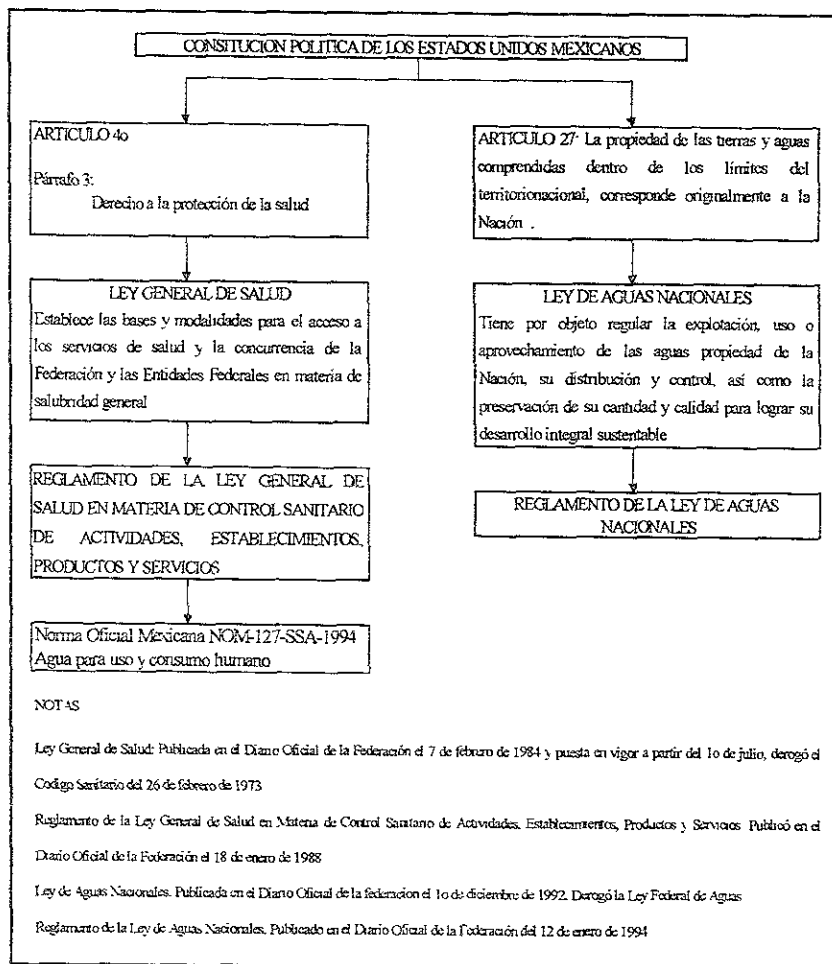 CONSITUCION POLITICA DE LOS ESTADOS UNIDOS MEXICANOS
ARTICULO 4o
Párrafo 3:
Derecho a la protección de la salud
ARTICULO 27: La propiedad de las tierras y aguas
comprendidas dentro de los límites del
territorionacional, corresponde originalmente a la
Nación .
LEY GENERAL DE SALUD
Establece las bases y modalidades para el acceso a
los servicios de salud y la concurrencia de la
Federación y las Entidades Federales en materia de
salubridad general
LEY DE AGUAS NACIONALES
Tiene por objeto regular la explotación, uso o
aprovechamiento de las aguas propiedad de la
Nación, su distribución y control, así como la
preservación de su cantidad y calidad para lograr su
desarrollo integral sustentable
REGLAMENTO DE LA LEY GENERAL DE
SALUD EN MATERIA DE CONTROL SANITARIO
DE ACTIVIDADES, ESTABLECIMIENTOS,
PRODUCTOS Y SERVICIOS
REGLAMENTO DE LA LEY DE AGUAS
NACIONALES
Norma Oficial Mexicana NOM-127-SSA-1994
Agua para uso y consumo humano
NOTAS
Ley General de Salud: Publicada en el Diario Oficial de la Federación el 7 de febrero de 1984 y puesta en vigor a partir del 1o de julio, derogó el
Codigo Sanitario del 26 de febrero de 1973
Reglamento de la Ley General de Salud en Materia de Control Sanitario de Actividades, Establecimientos, Productos y Servicios Publicó en el
Diario Oficial de la Federación el 18 de enero de 1988
Ley de Aguas Nacionales. Publicada en el Diario Oficial de la federacion el 1o de diciembre de 1992. Derogó la Ley Federal de Aguas
Reglamento de la Ley de Aguas Nacionales. Publicado en el Diario Oficial de la Federación del 12 de enero de 1994